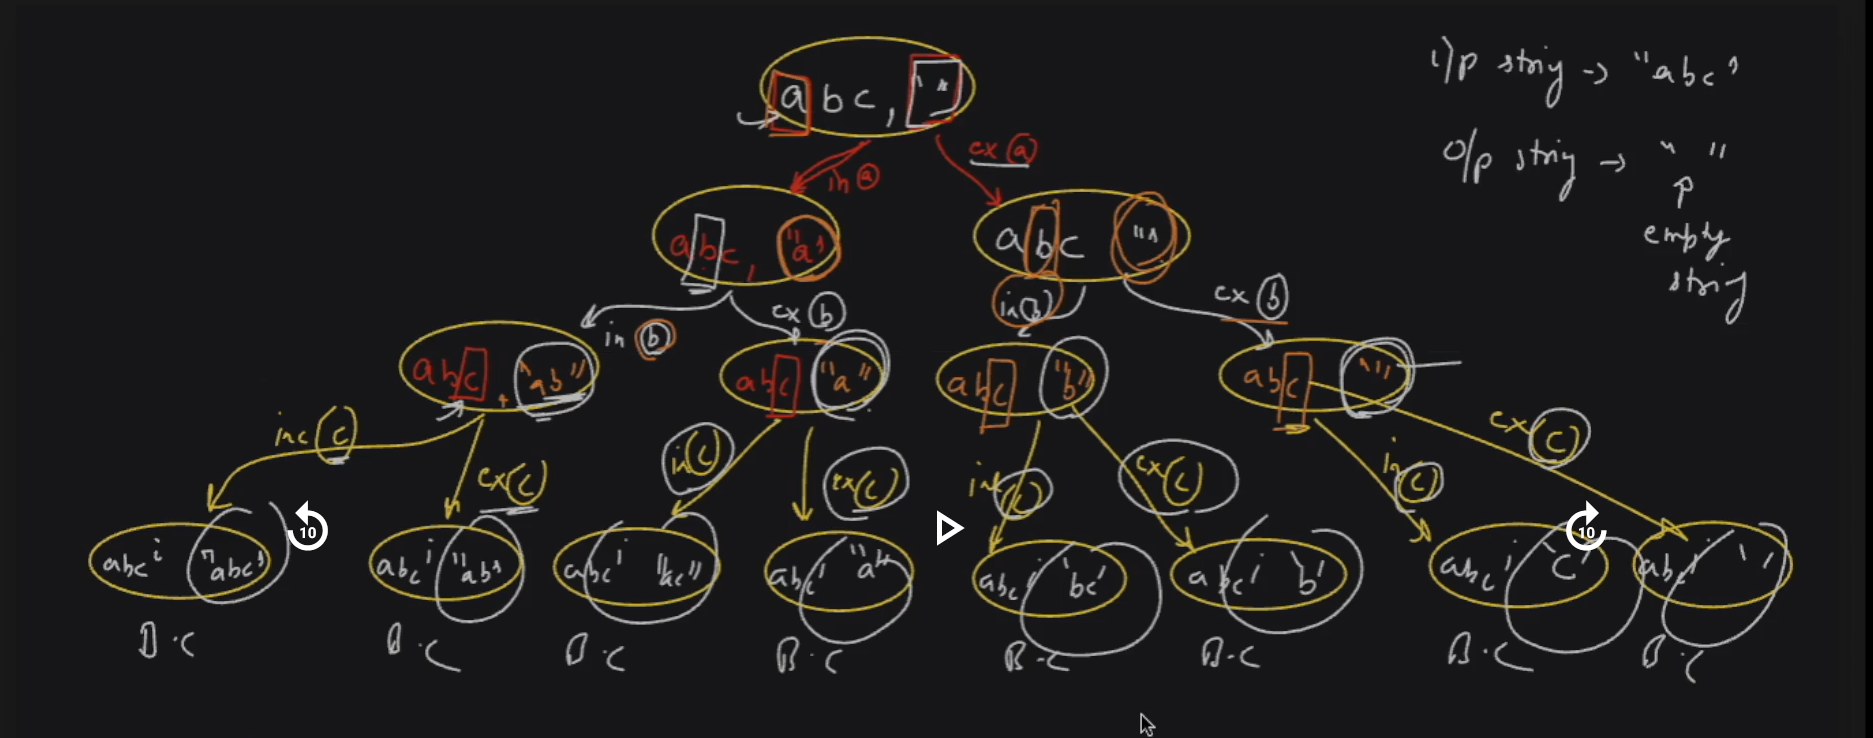 i/p string -> "abc"
o/p string -> " "
empty
string
abc, " "
in a
ex a
abc, "a"
abc ""
in b
ex b
in b
ex b
abc, "ab"
abc "a"
abc "b"
abc ""
inc c
ex c
in c
ex c
in c
ex c
in c
ex c
10
10
abc "abc"
abc "ab"
abc "ac"
abc "a"
abc 'bc'
abc 'b'
abc 'c'
abc ' '
B.C
B.C
B.C
B.C
B.C
B.C
B.C
B.C